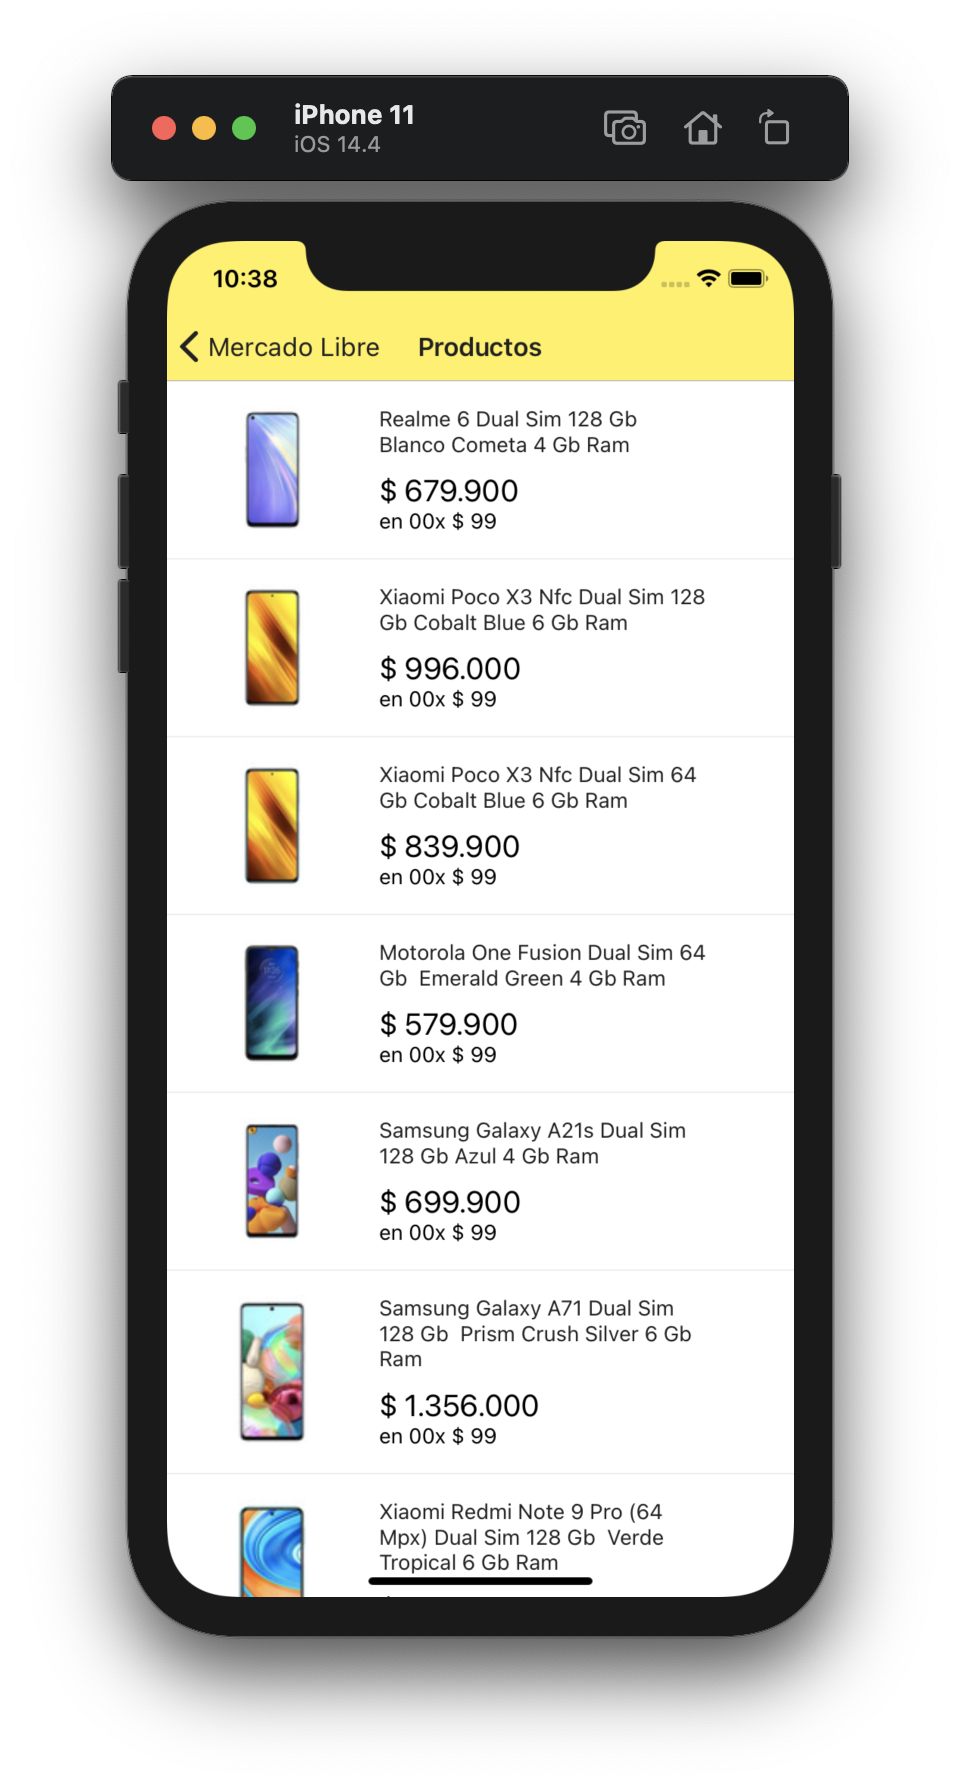 iPhone 11
iOS 14.4
10:38
Mercado Libre Productos
Realme 6 Dual Sim 128 Gb
Blanco Cometa 4 Gb Ram
$ 679.900
en 00x $ 99
Xiaomi Poco X3 Nfc Dual Sim 128
Gb Cobalt Blue 6 Gb Ram
$ 996.000
en 00x $ 99
Xiaomi Poco X3 Nfc Dual Sim 64
Gb Cobalt Blue 6 Gb Ram
$ 839.900
en 00x $ 99
Motorola One Fusion Dual Sim 64
Gb  Emerald Green 4 Gb Ram
$ 579.900
en 00x $ 99
Samsung Galaxy A21s Dual Sim
128 Gb Azul 4 Gb Ram
$ 699.900
en 00x $ 99
Samsung Galaxy A71 Dual Sim
128 Gb  Prism Crush Silver 6 Gb
Ram
$ 1.356.000
en 00x $ 99
Xiaomi Redmi Note 9 Pro (64
Mpx) Dual Sim 128 Gb  Verde
Tropical 6 Gb Ram